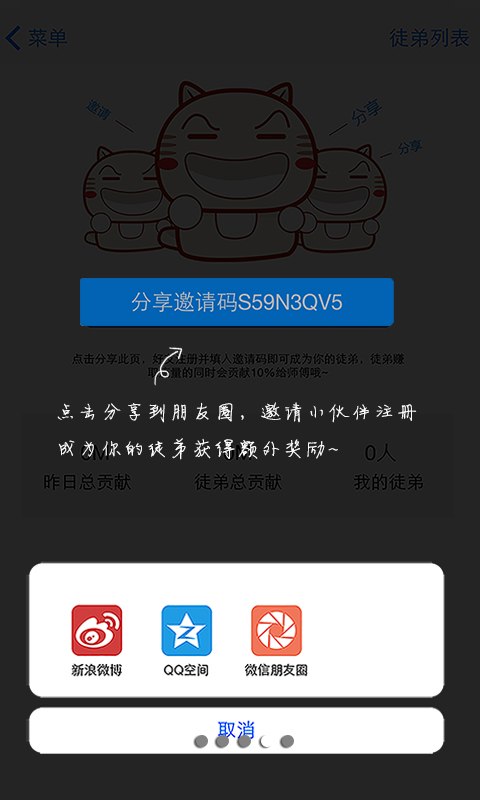 菜单
徒弟列表
邀请
分享
分享
分享邀请码S59N3QV5
点击分享此页，好友注册并填入邀请码即可成为你的徒弟，徒弟赚
取流量的同时会贡献10%给师傅哦~
点击分享到朋友圈，邀请小伙伴注册
成为你的徒弟获得额外奖励~
0人
昨日总贡献 徒弟总贡献 我的徒弟
新浪微博 QQ空间 微信朋友圈
取消